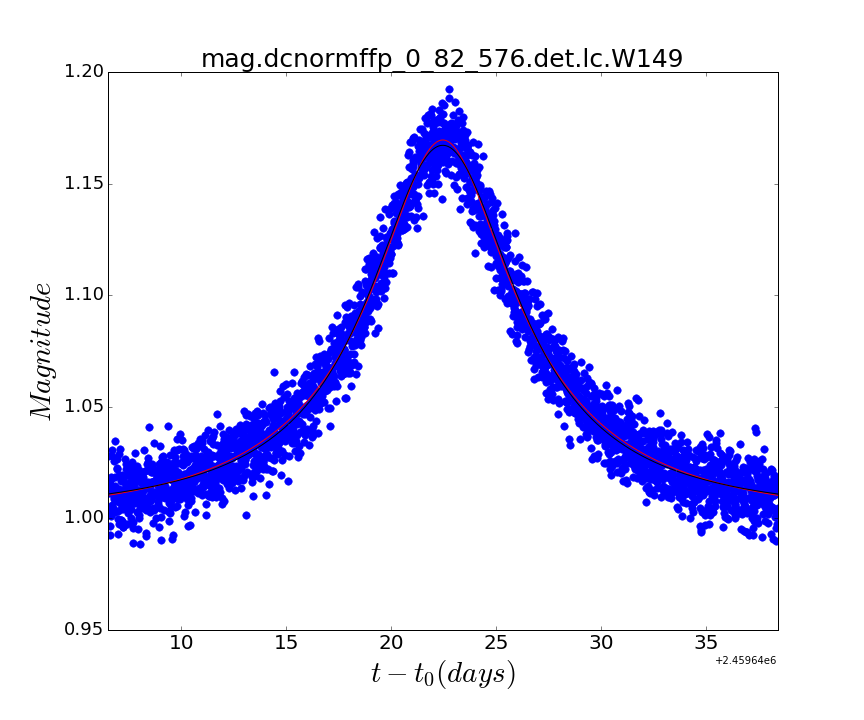 mag.dcnormffp_0_82_576.det.lc.W149
1.20
1.15
1.10
1.05
1.00
0.95
Magnitude
10 15 20 25 30 35
+2.45964e6
t − t₀(days)